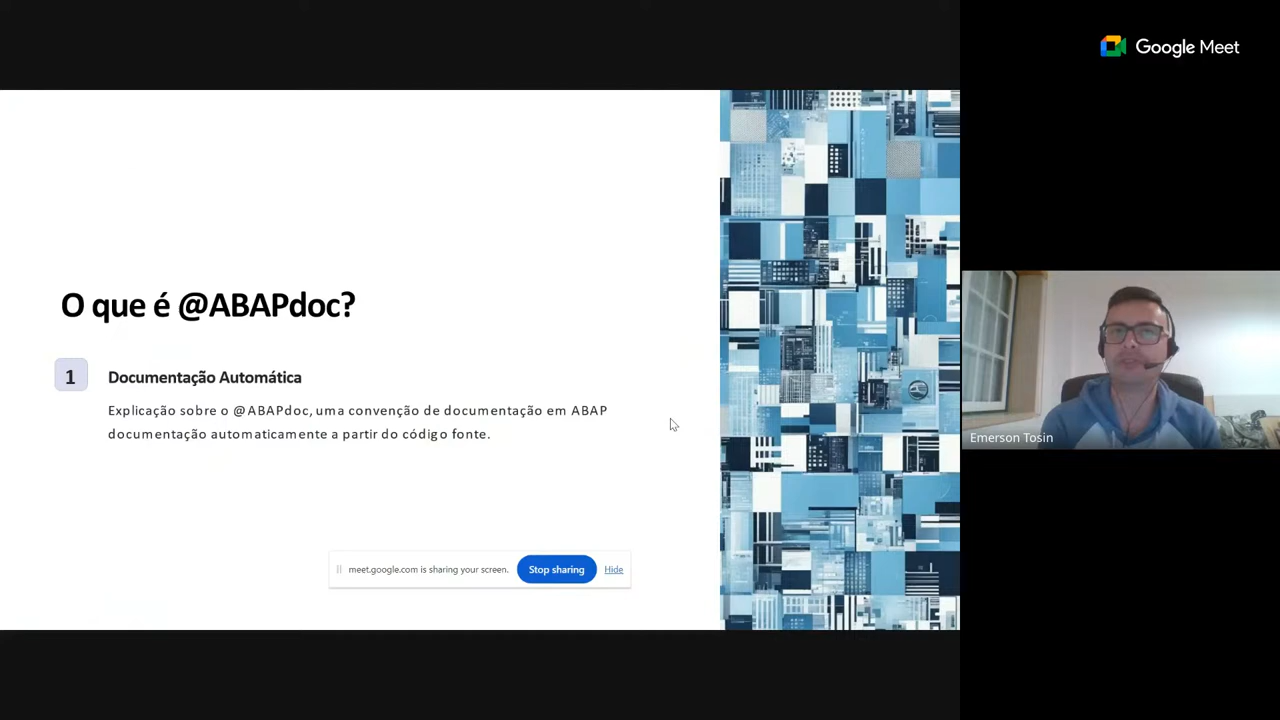 Google Meet
O que é @ABAPdoc?
1
Documentação Automática
Explicação sobre o @ABAPdoc, uma convenção de documentação em ABAP
documentação automaticamente a partir do código fonte.
meet.google.com is sharing your screen.
Stop sharing
Hide
Emerson Tosin